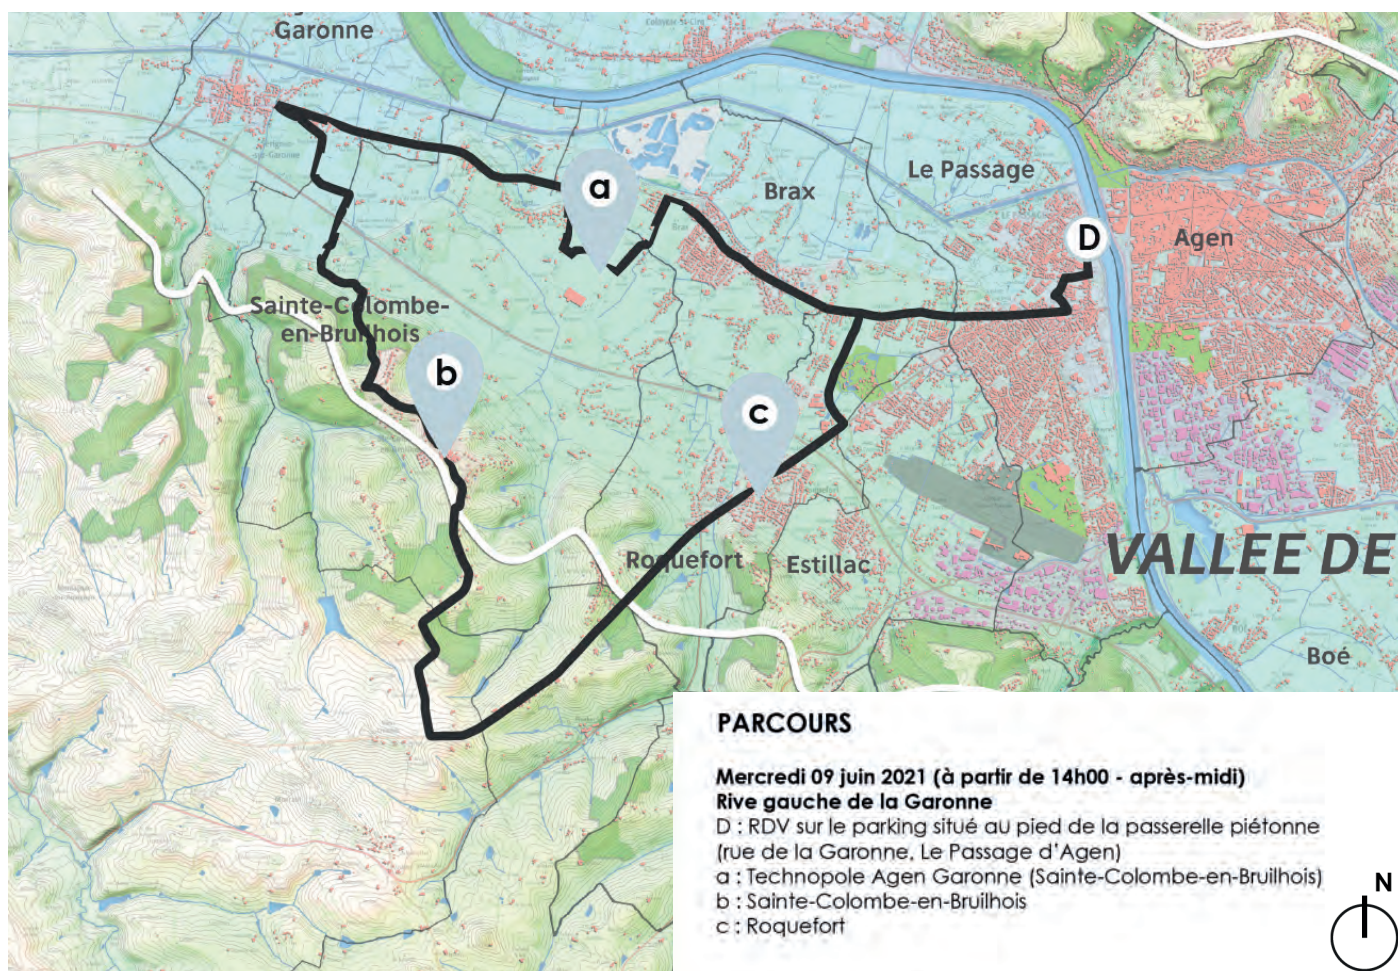 Garonne
Le Passage
Brax
a
D
Agen
Sainte-Colombe-
en-Bruilhois
b
c
Roquefort
Estillac
VALLEE DE
Boé
PARCOURS
Mercredi 09 juin 2021 (à partir de 14h00 - après-midi)
Rive gauche de la Garonne
D : RDV sur le parking situé au pied de la passerelle piétonne
(rue de la Garonne, Le Passage d'Agen)
a : Technopole Agen Garonne (Sainte-Colombe-en-Bruilhois)
b : Sainte-Colombe-en-Bruilhois
c : Roquefort
N